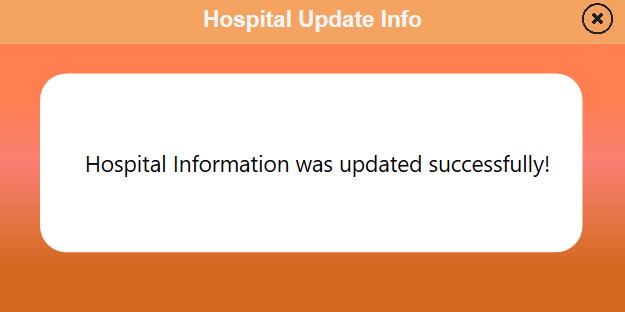 Hospital Update Info
Hospital Information was updated successfully!